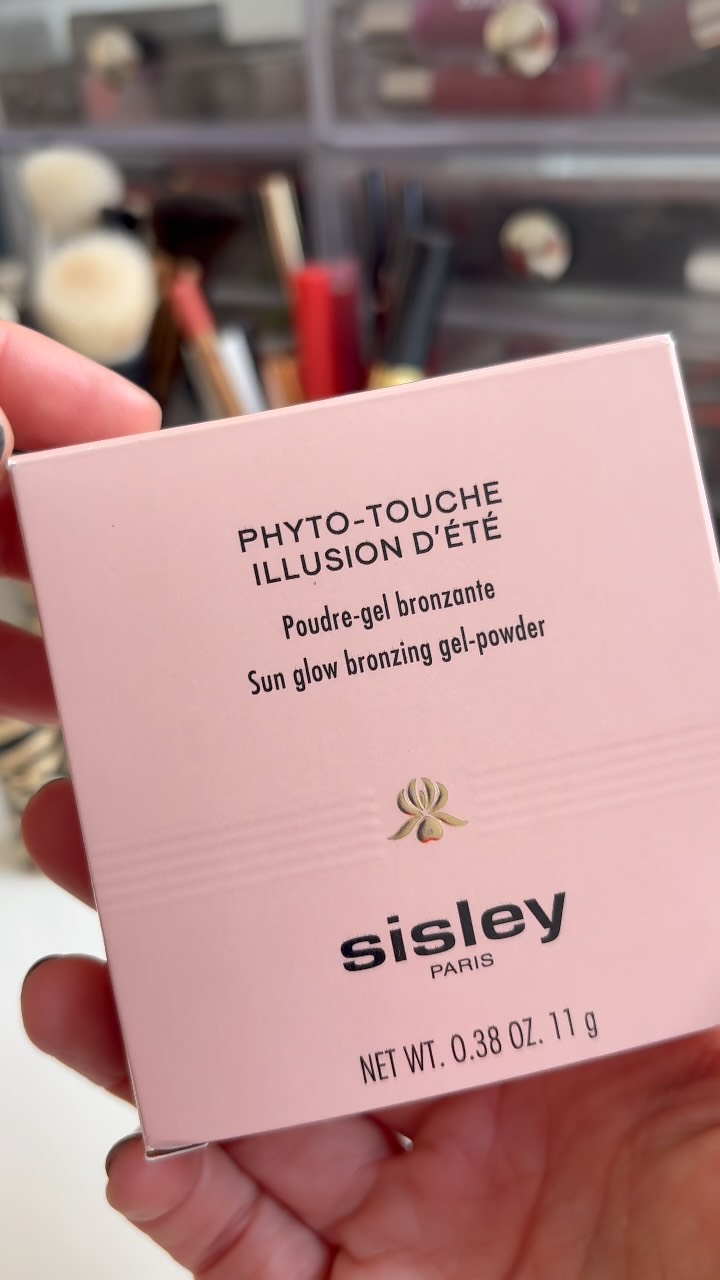 PHYTO-TOUCHE
ILLUSION D'ÉTÉ
Poudre-gel bronzante
Sun glow bronzing gel-powder
sisley
PARIS
NET WT. 0.38 OZ. 11 g